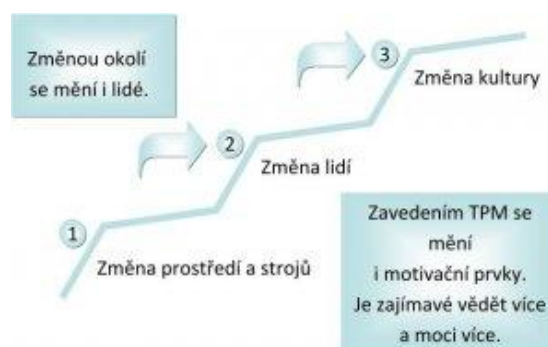 Změnou okolí
se mění i lidé.
3
Změna kultury
2
Změna lidí
1
Změna prostředí a strojů
Zavedením TPM se
mění
i motivační prvky.
Je zajímavé vědět více
a moci více.